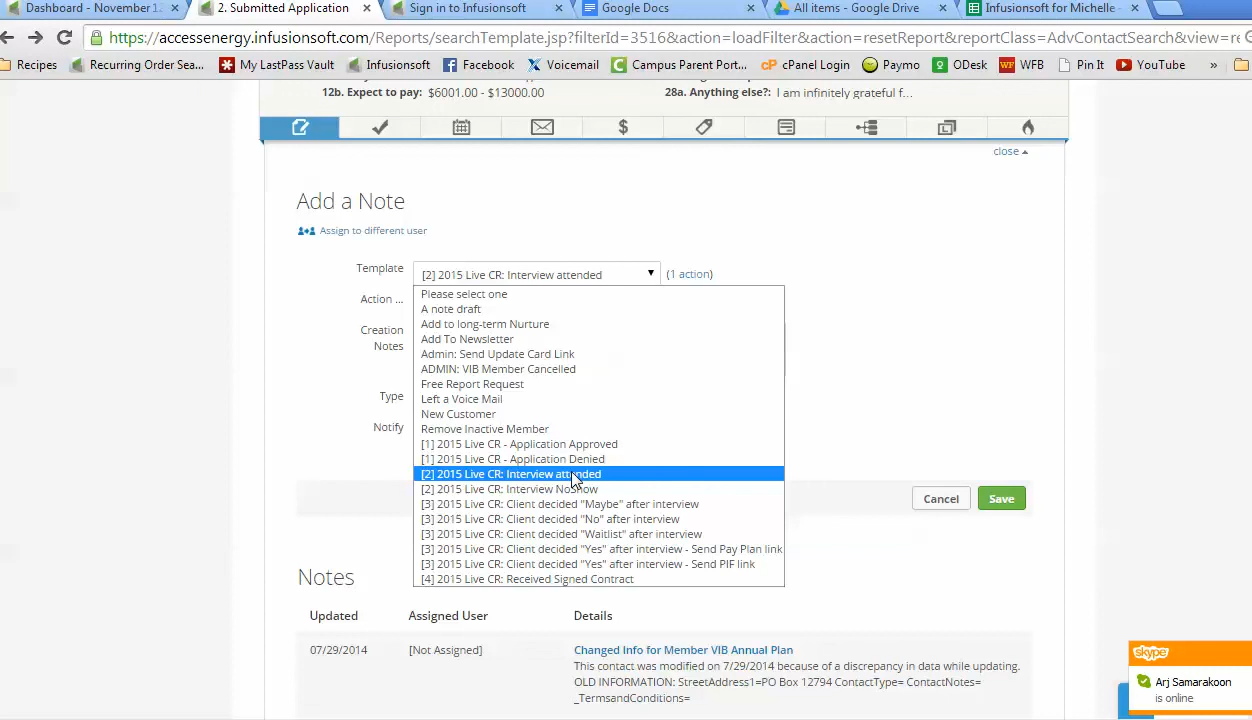 Dashboard - November 12
2. Submitted Application
Sign in to Infusionsoft
Google Docs
All items - Google Drive
Infusionsoft for Michelle -
https://accessenergy.infusionsoft.com/Reports/searchTemplate.jsp?filterId=3516&action=loadFilter&action=resetReport&reportClass=AdvContactSearch&view=re
Recipes
Recurring Order Sea...
My LastPass Vault
Infusionsoft
Facebook
Voicemail
Campus Parent Port...
cPanel Login
Paymo
ODesk
WFB
Pin It
YouTube
»
12b. Expect to pay: $6001.00 - $13000.00
28a. Anything else?: I am infinitely grateful f...
close
Add a Note
Assign to different user
Template
[2] 2015 Live CR: Interview attended
(1 action)
Action ...
Creation
Notes
Type
Notify
Please select one
A note draft
Add to long-term Nurture
Add To Newsletter
Admin: Send Update Card Link
ADMIN: VIB Member Cancelled
Free Report Request
Left a Voice Mail
New Customer
Remove Inactive Member
[1] 2015 Live CR - Application Approved
[1] 2015 Live CR - Application Denied
[2] 2015 Live CR: Interview attended
[2] 2015 Live CR: Interview NoShow
[3] 2015 Live CR: Client decided "Maybe" after interview
[3] 2015 Live CR: Client decided "No" after interview
[3] 2015 Live CR: Client decided "Waitlist" after interview
[3] 2015 Live CR: Client decided "Yes" after interview - Send Pay Plan link
[3] 2015 Live CR: Client decided "Yes" after interview - Send PIF link
[4] 2015 Live CR: Received Signed Contract
Cancel
Save
Notes
Updated
Assigned User
Details
07/29/2014
[Not Assigned]
Changed Info for Member VIB Annual Plan
This contact was modified on 7/29/2014 because of a discrepancy in data while updating.
OLD INFORMATION: StreetAddress1=PO Box 12794 ContactType= ContactNotes=
_TermsandConditions=
skype
Arj Samarakoon
is online